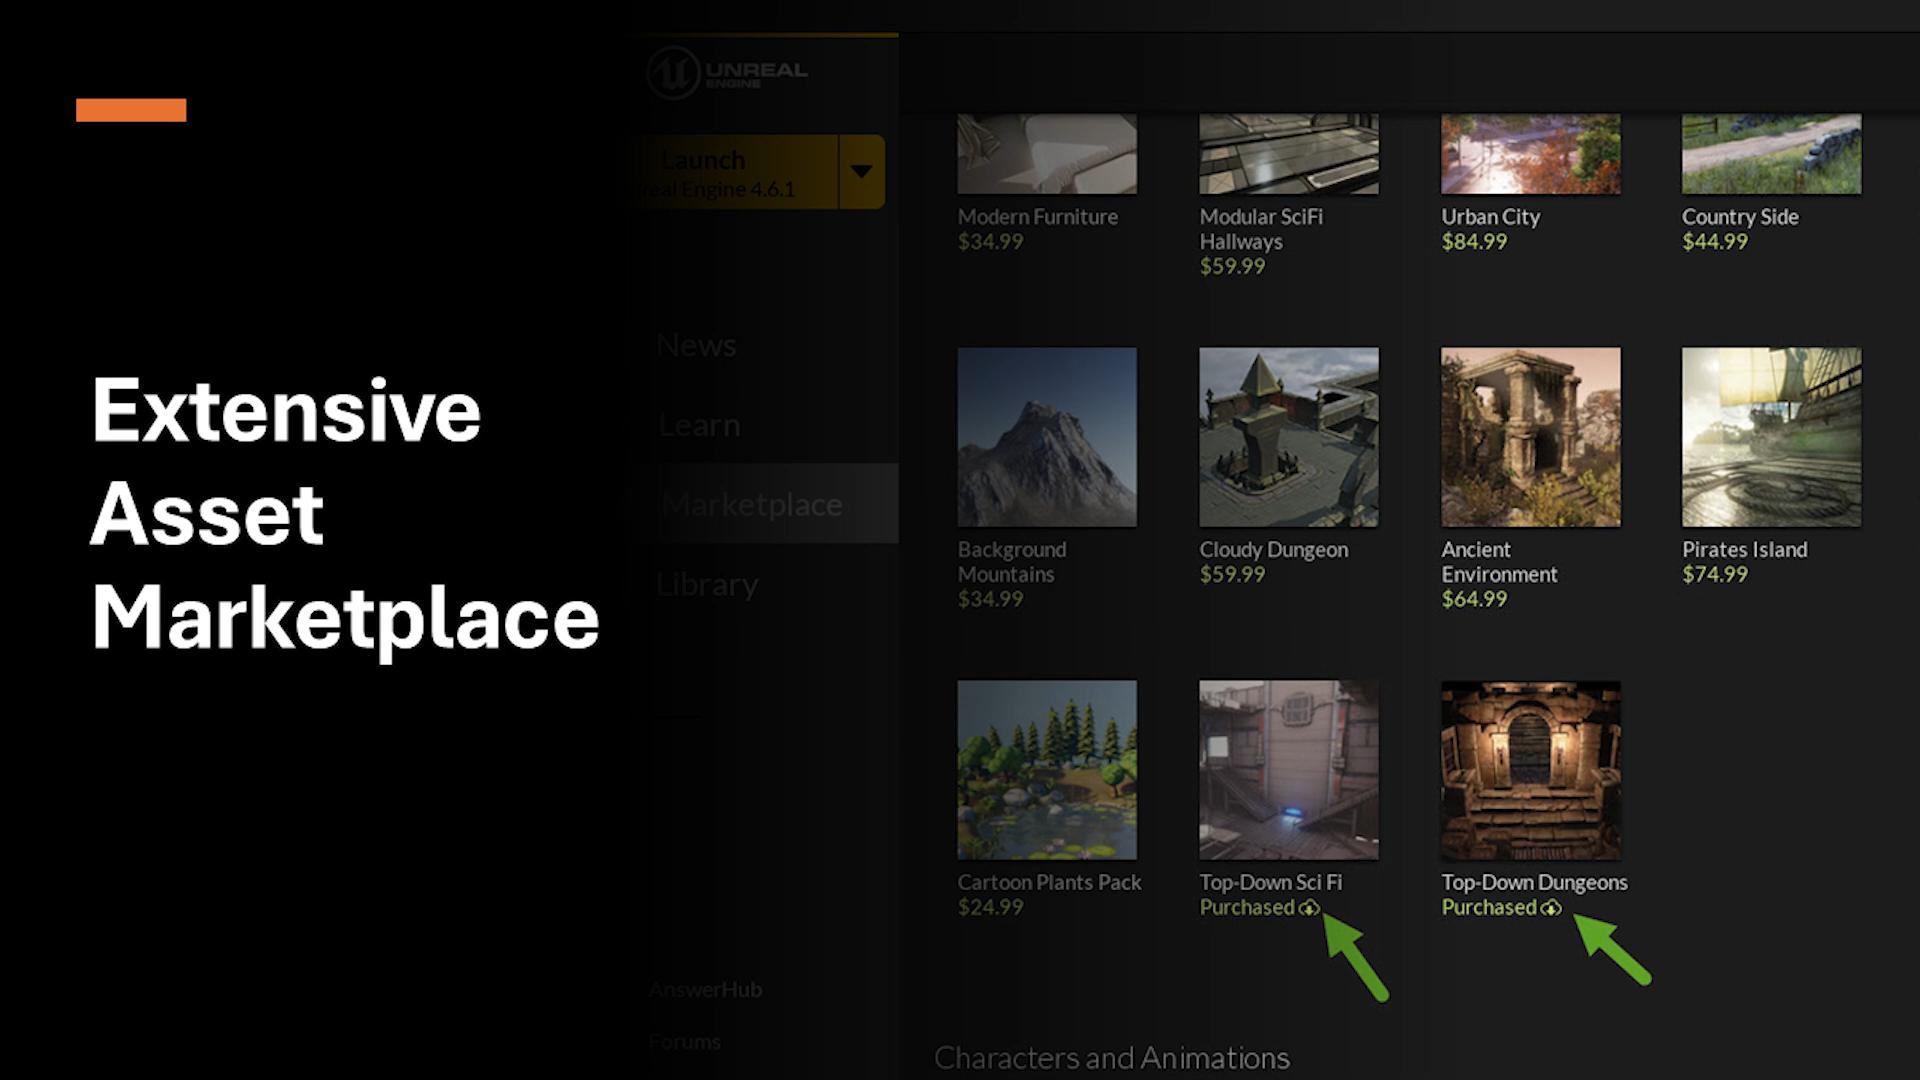 Extensive
Asset
Marketplace
UNREAL
ENGINE
Launch
real Engine 4.6.1
News
Learn
Marketplace
Library
AnswerHub
Forums
Modern Furniture
$34.99
Modular SciFi
Hallways
$59.99
Urban City
$84.99
Country Side
$44.99
Background
Mountains
$34.99
Cloudy Dungeon
$59.99
Ancient
Environment
$64.99
Pirates Island
$74.99
Cartoon Plants Pack
$24.99
Top-Down Sci Fi
Purchased
Top-Down Dungeons
Purchased
Characters and Animations